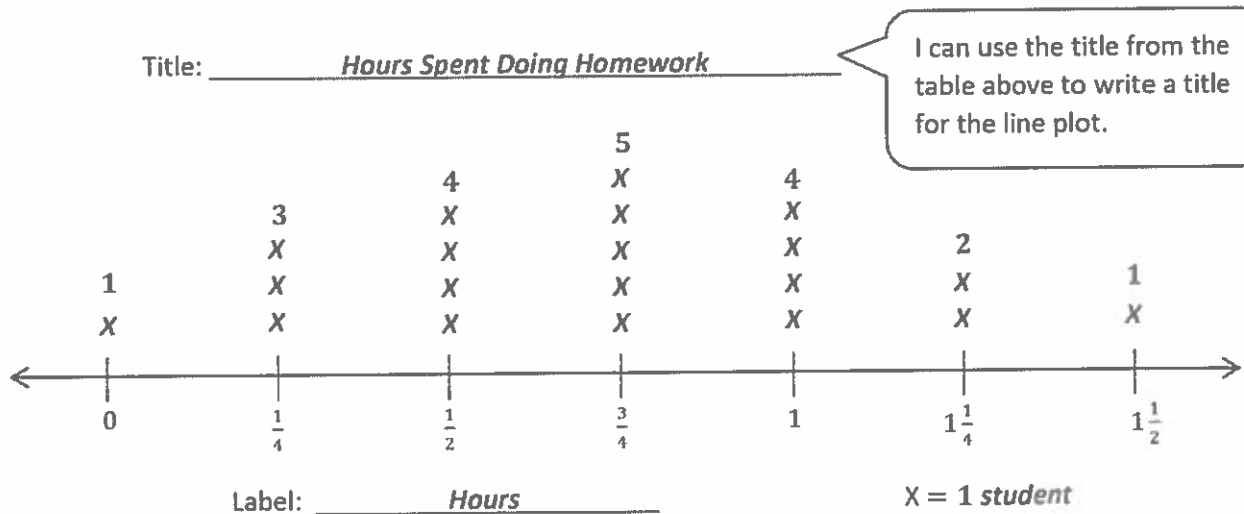 Title: Hours Spent Doing Homework
I can use the title from the
table above to write a title
for the line plot.
5
4 4
X
3 X X X
2
X X X X
1 1
X X X X X
X X X X X X X
0 1/4 1/2 3/4 1 1 1/4 1 1/2
Label: Hours
X = 1 student